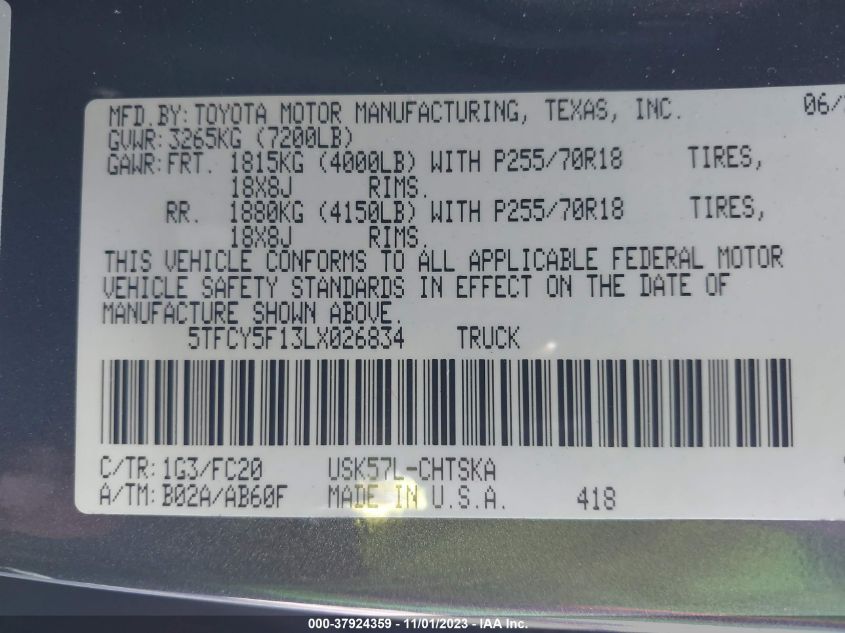 MFD.BY: TOYOTA MOTOR MANUFACTURING, TEXAS, INC. 06/
GVWR: 3265KG (7200LB)
GAWR: FRT. 1815KG (4000LB) WITH P255/70R18 TIRES,
18X8J RIMS.
RR. 1880KG (4150LB) WITH P255/70R18 TIRES,
18X8J RIMS.
THIS VEHICLE CONFORMS TO ALL APPLICABLE FEDERAL MOTOR
VEHICLE SAFETY STANDARDS IN EFFECT ON THE DATE OF
MANUFACTURE SHOWN ABOVE.
5TFCY5F13LX026834 TRUCK
C/TR: 1G3/FC20 USK57L-CHTSKA
A/TM: B02A/AB60F MADE IN U.S.A. 418
000-37924359 - 11/01/2023 - IAA Inc.